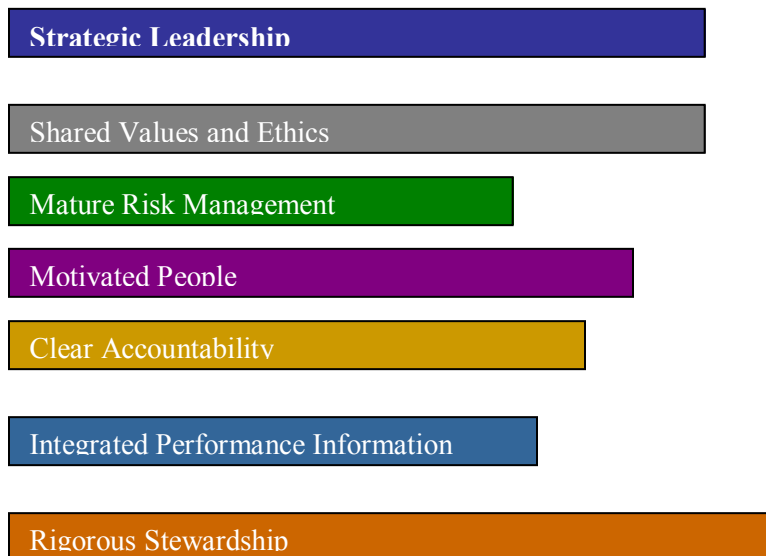 Strategic Leadership
Shared Values and Ethics
Mature Risk Management
Motivated People
Clear Accountability
Integrated Performance Information
Rigorous Stewardship